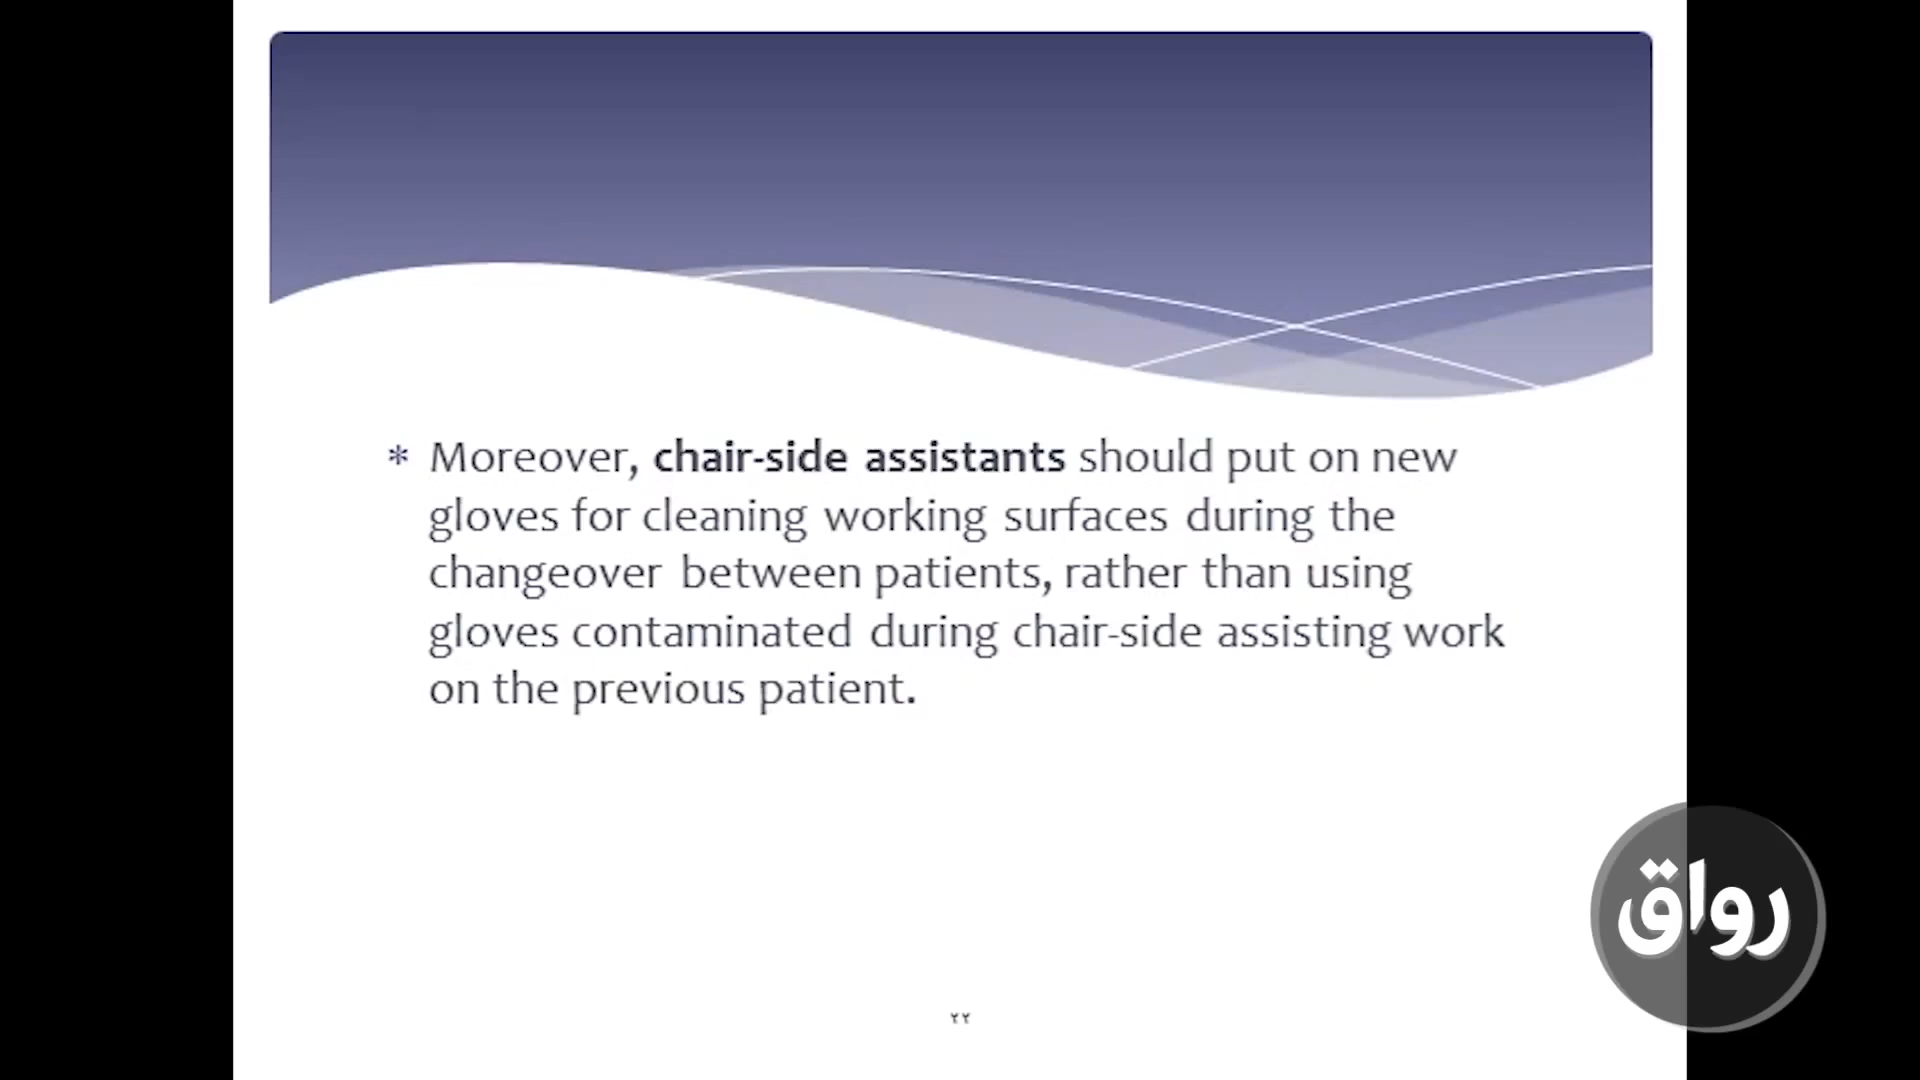 * Moreover, chair-side assistants should put on new
gloves for cleaning working surfaces during the
changeover between patients, rather than using
gloves contaminated during chair-side assisting work
on the previous patient.
رواق
٢٢